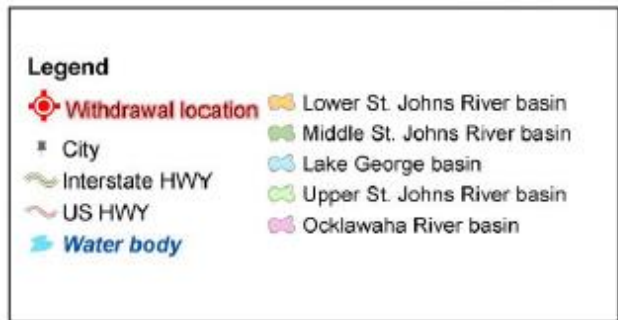 Legend
Withdrawal location
City
Interstate HWY
US HWY
Water body
Lower St. Johns River basin
Middle St. Johns River basin
Lake George basin
Upper St. Johns River basin
Ocklawaha River basin